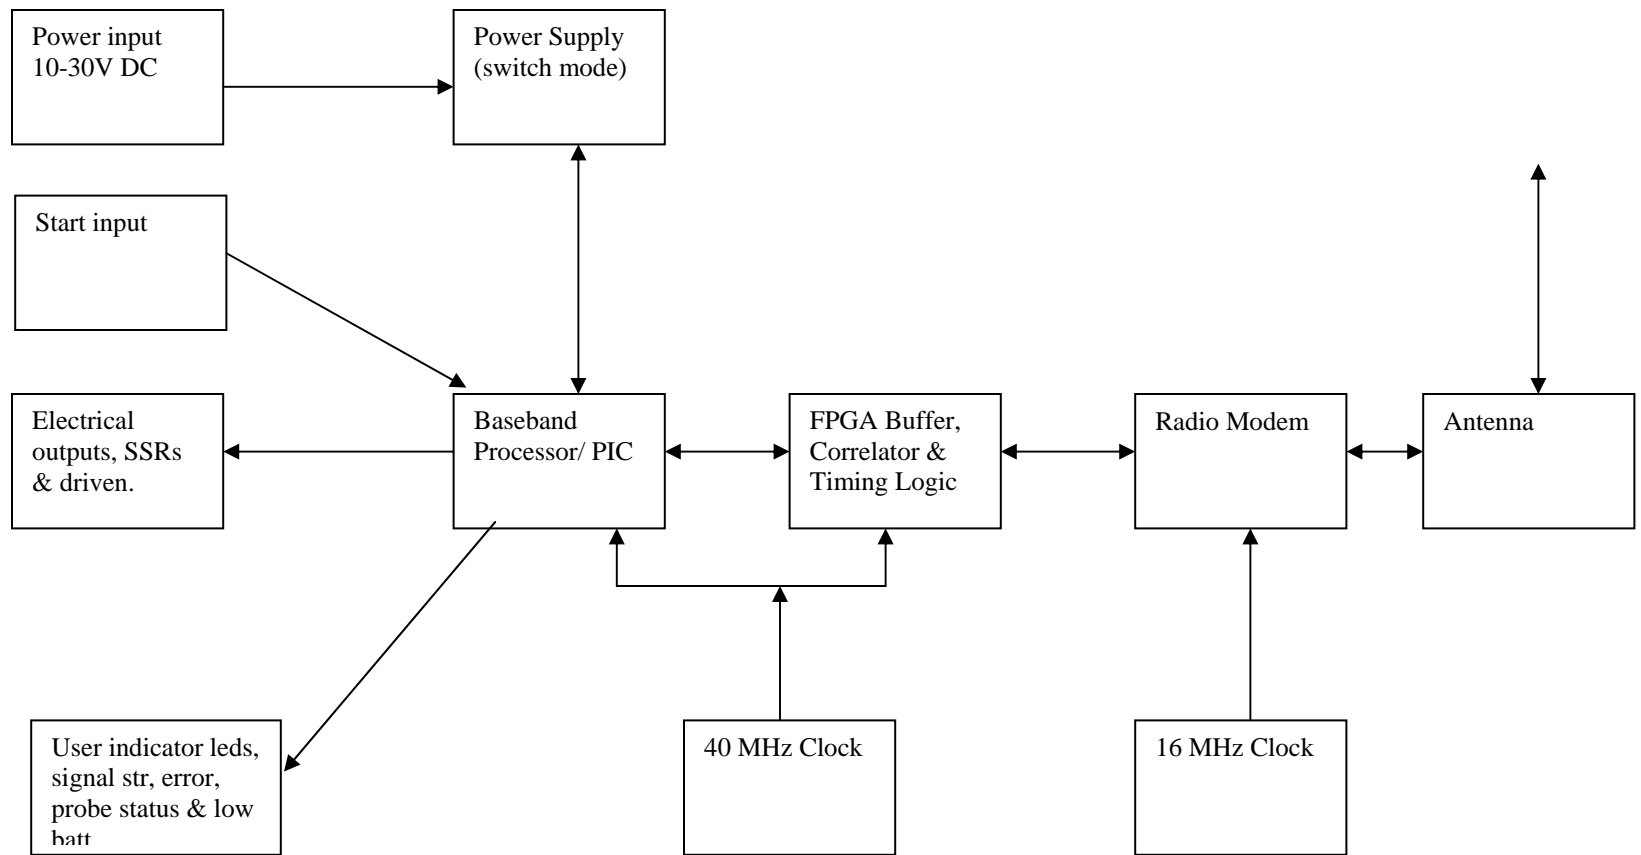 Power input
10-30V DC
Power Supply
(switch mode)
Start input
Electrical
outputs, SSRs
& driven.
Baseband
Processor/ PIC
FPGA Buffer,
Correlator &
Timing Logic
Radio Modem
Antenna
User indicator leds,
signal str, error,
probe status & low
batt
40 MHz Clock
16 MHz Clock